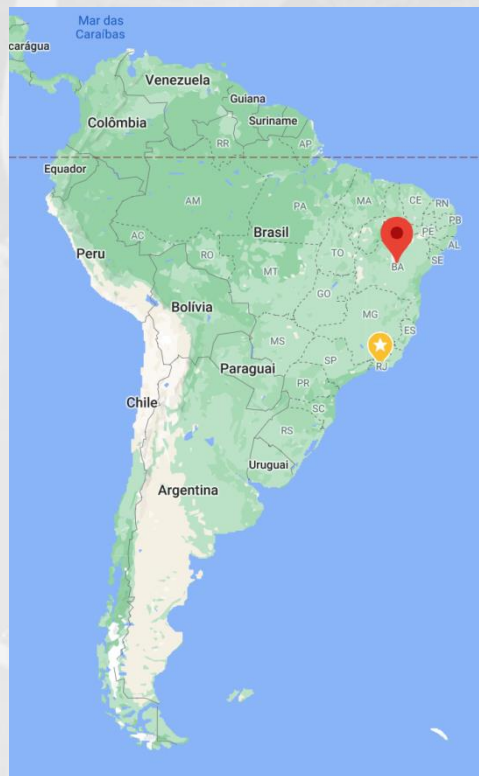 Mar das
Caraíbas
carágua
Venezuela
Guiana
Suriname
Colômbia
RR
AP
Equador
AM
PA
MA
CE
RN
PB
PE
AL
SE
Brasil
AC
RO
TO
BA
Peru
MT
GO
Bolívia
MG
ES
MS
SP
RJ
Paraguai
PR
SC
Chile
RS
Uruguai
Argentina